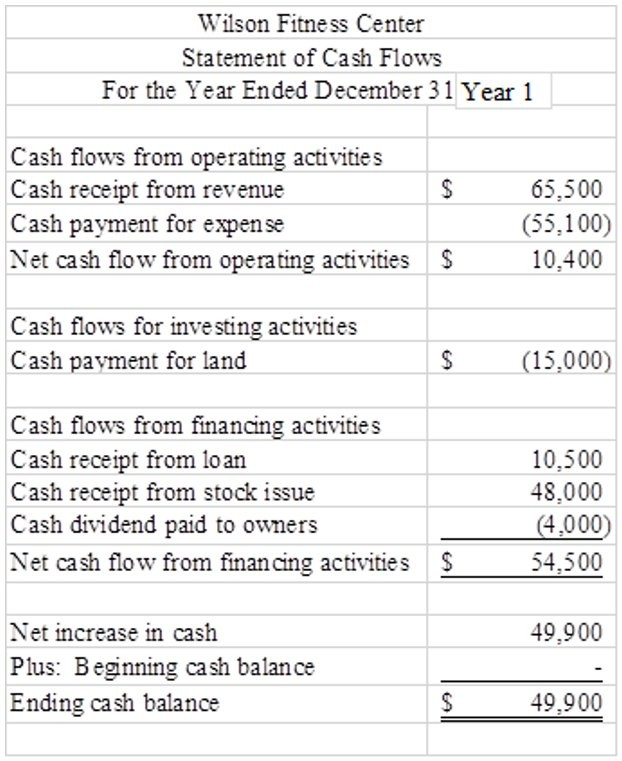 Wilson Fitness Center
Statement of Cash Flows
For the Year Ended December 31 Year 1
Cash flows from operating activities
Cash receipt from revenue $ 65,500
Cash payment for expense (55,100)
Net cash flow from operating activities $ 10,400
Cash flows for investing activities
Cash payment for land $ (15,000)
Cash flows from financing activities
Cash receipt from loan 10,500
Cash receipt from stock issue 48,000
Cash dividend paid to owners (4,000)
Net cash flow from financing activities $ 54,500
Net increase in cash 49,900
Plus: Beginning cash balance -
Ending cash balance $ 49,900